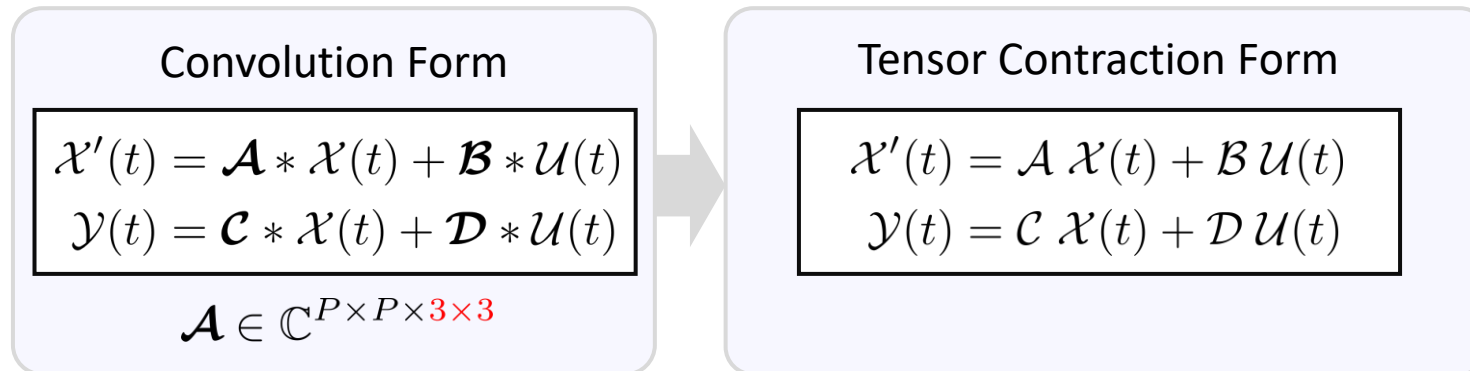 Convolution Form
𝒳′(t) = 𝓐 * 𝒳(t) + 𝓑 * 𝒰(t)
𝒴(t) = 𝓒 * 𝒳(t) + 𝓓 * 𝒰(t)
𝓐 ∈ ℂ^{P×P×3×3}
Tensor Contraction Form
𝒳′(t) = 𝒜 𝒳(t) + ℬ 𝒰(t)
𝒴(t) = 𝒞 𝒳(t) + 𝒟 𝒰(t)